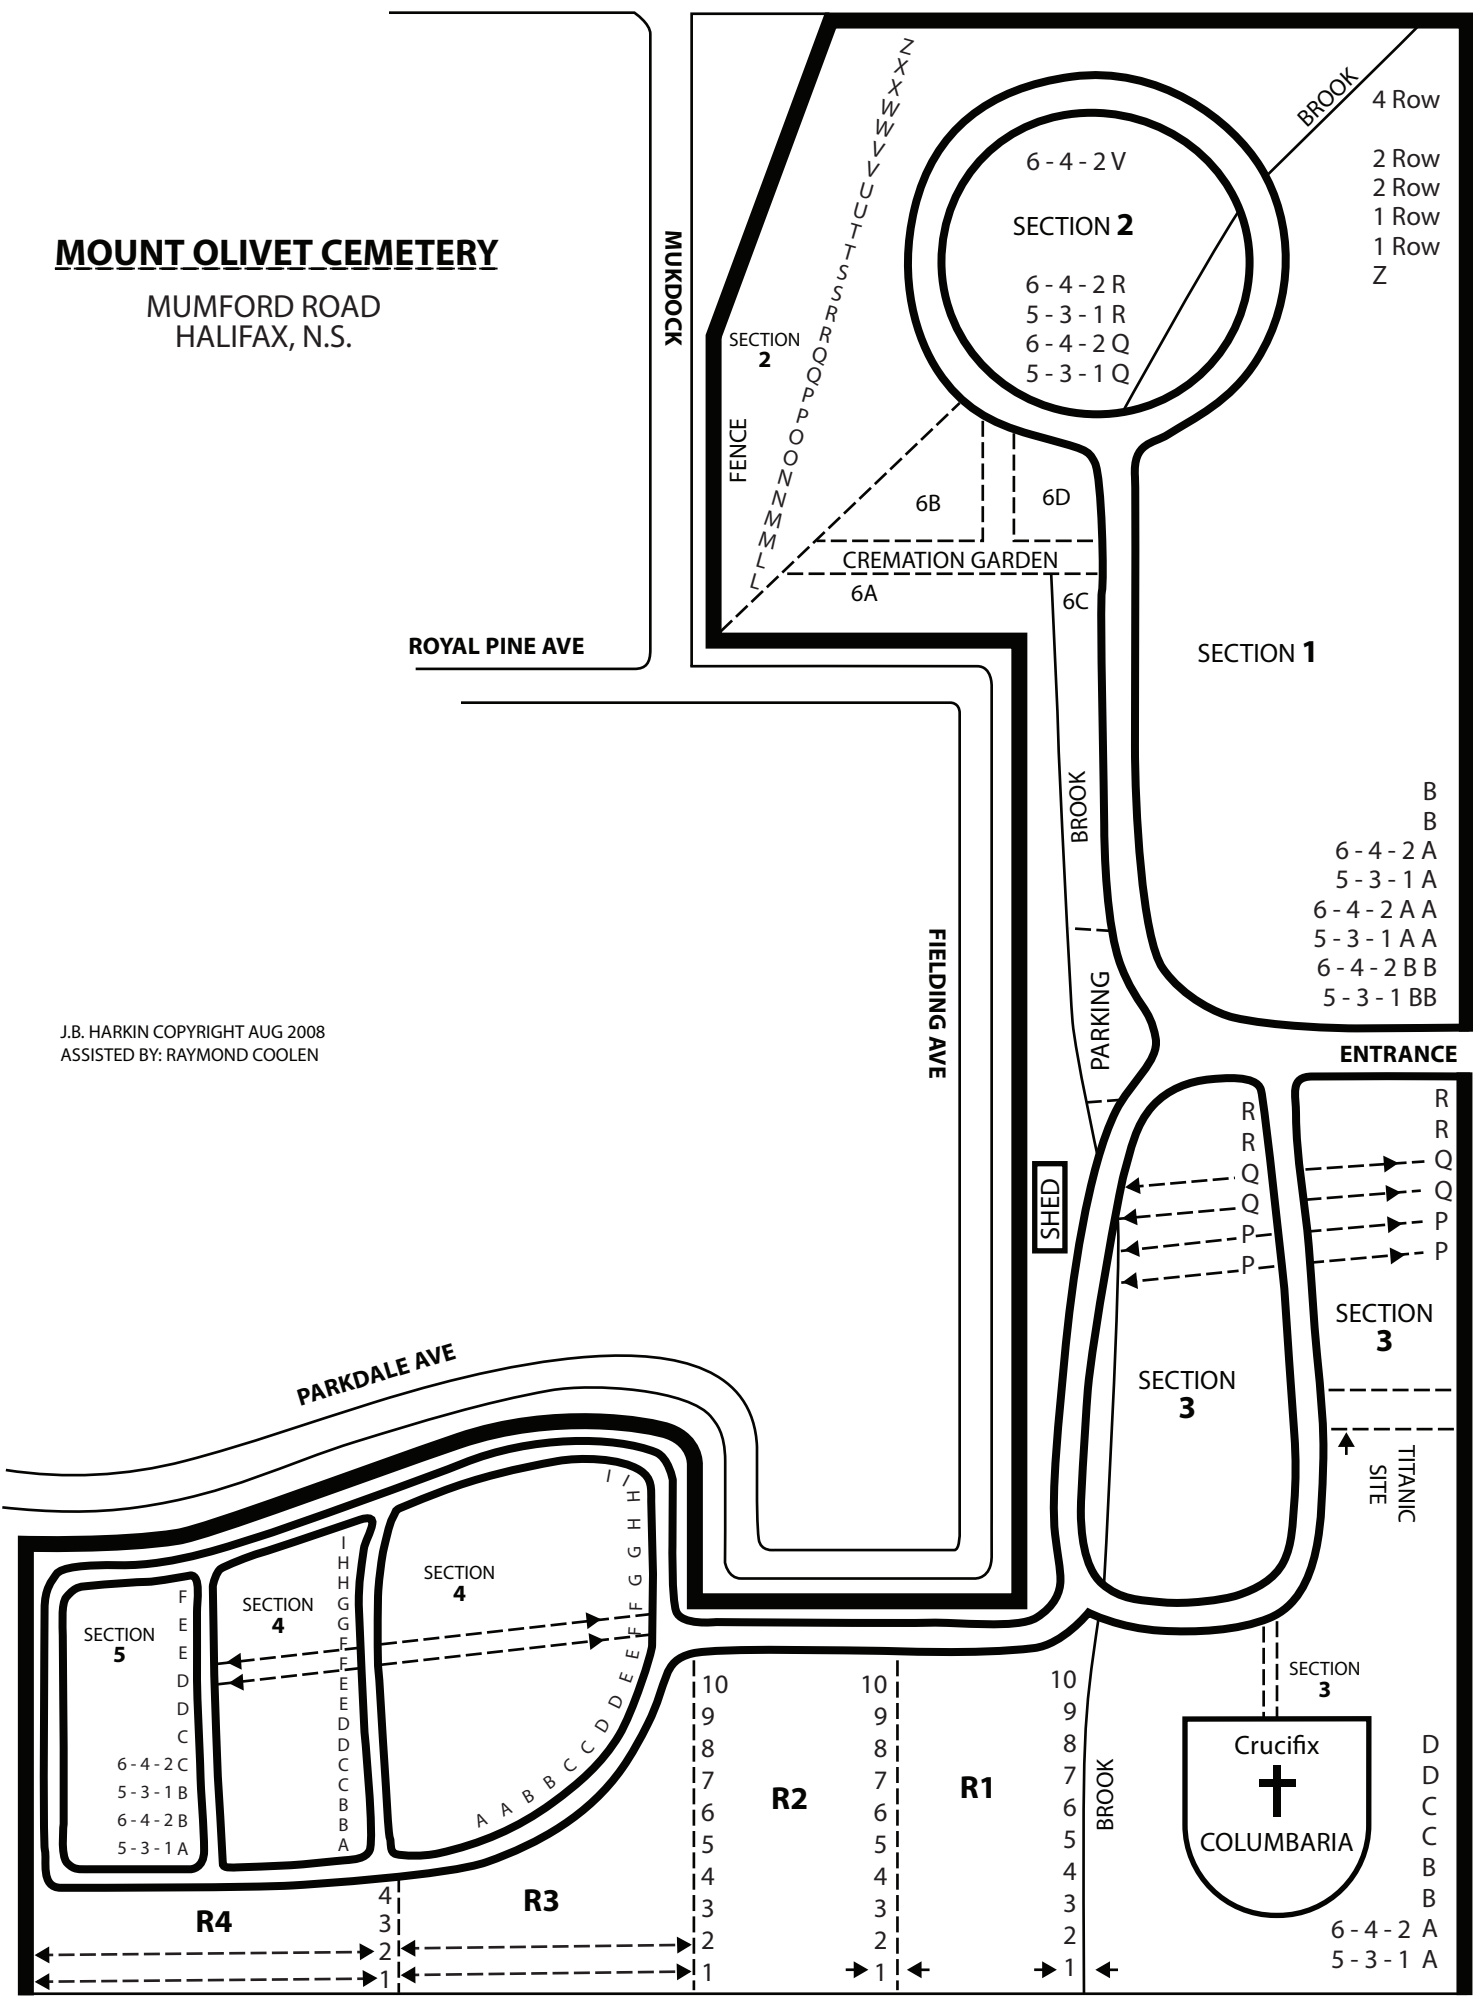 MOUNT OLIVET CEMETERY
MUMFORD ROAD
HALIFAX, N.S.
MUKDOCK
SECTION
2
FENCE
Z
X
X
W
W
V
V
U
U
T
T
S
S
R
R
Q
Q
P
P
O
O
N
N
M
M
L
L
BROOK
6 - 4 - 2 V
SECTION 2
6 - 4 - 2 R
5 - 3 - 1 R
6 - 4 - 2 Q
5 - 3 - 1 Q
4 Row
2 Row
2 Row
1 Row
1 Row
Z
6B
6D
CREMATION GARDEN
6A
6C
ROYAL PINE AVE
SECTION 1
BROOK
B
B
6 - 4 - 2 A
5 - 3 - 1 A
6 - 4 - 2 A A
5 - 3 - 1 A A
6 - 4 - 2 B B
5 - 3 - 1 BB
FIELDING AVE
PARKING
J.B. HARKIN COPYRIGHT AUG 2008
ASSISTED BY: RAYMOND COOLEN
ENTRANCE
R
R
Q
Q
P
P
R
R
Q
Q
P
P
SHED
SECTION
3
SECTION
3
TITANIC
SITE
PARKDALE AVE
SECTION
5
F
E
E
D
D
C
6 - 4 - 2 C
5 - 3 - 1 B
6 - 4 - 2 B
5 - 3 - 1 A
SECTION
4
I
H
H
G
G
F
F
E
E
D
D
C
C
B
B
A
SECTION
4
I
I
H
H
G
G
F
F
E
E
D
D
C
C
B
B
A
A
R4
4
3
2
1
R3
10
9
8
7
6
5
4
3
2
1
R2
10
9
8
7
6
5
4
3
2
1
R1
10
9
8
7
6
5
4
3
2
1
BROOK
SECTION
3
Crucifix
COLUMBARIA
D
D
C
C
B
B
6 - 4 - 2 A
5 - 3 - 1 A